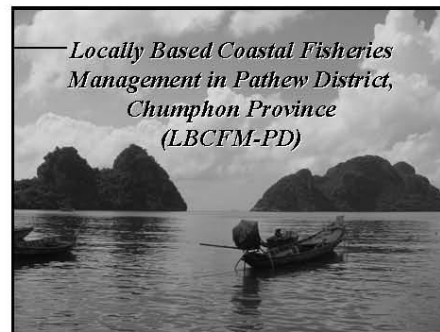 Locally Based Coastal Fisheries
Management in Pathew District,
Chumphon Province
(LBCFM-PD)